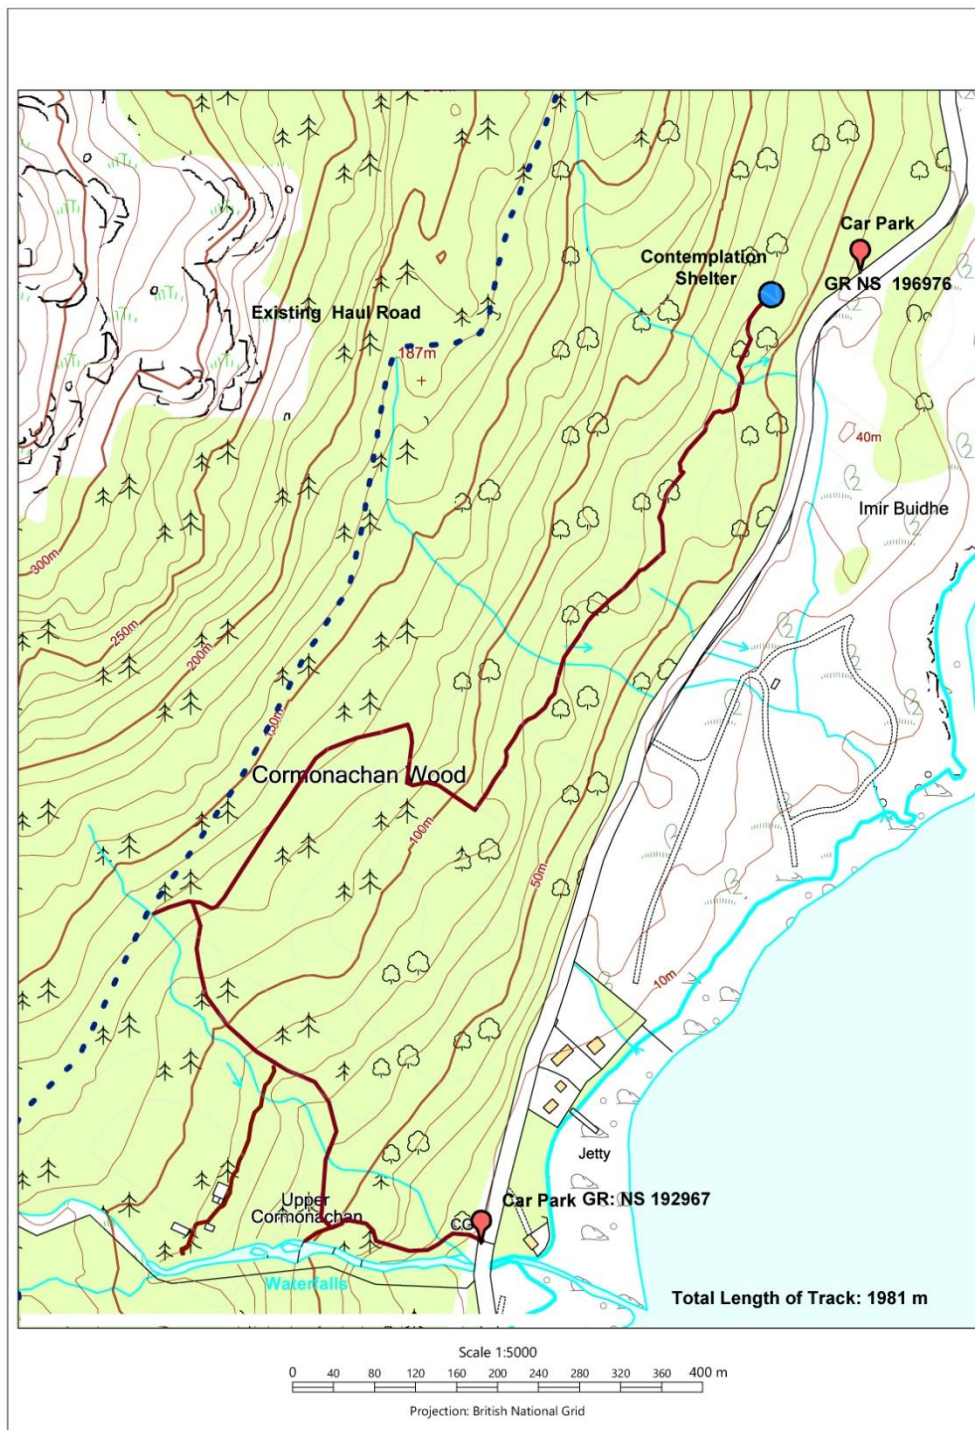 Car Park
Contemplation
Shelter
GR NS 196976
Existing Haul Road
187m
40m
Imir Buidhe
300m
250m
200m
150m
Cormonachan Wood
100m
50m
10m
Jetty
Upper
Cormonachan
CG
Car Park GR: NS 192967
Waterfalls
Total Length of Track: 1981 m
Scale 1:5000
0 40 80 120 160 200 240 280 320 360 400 m
Projection: British National Grid